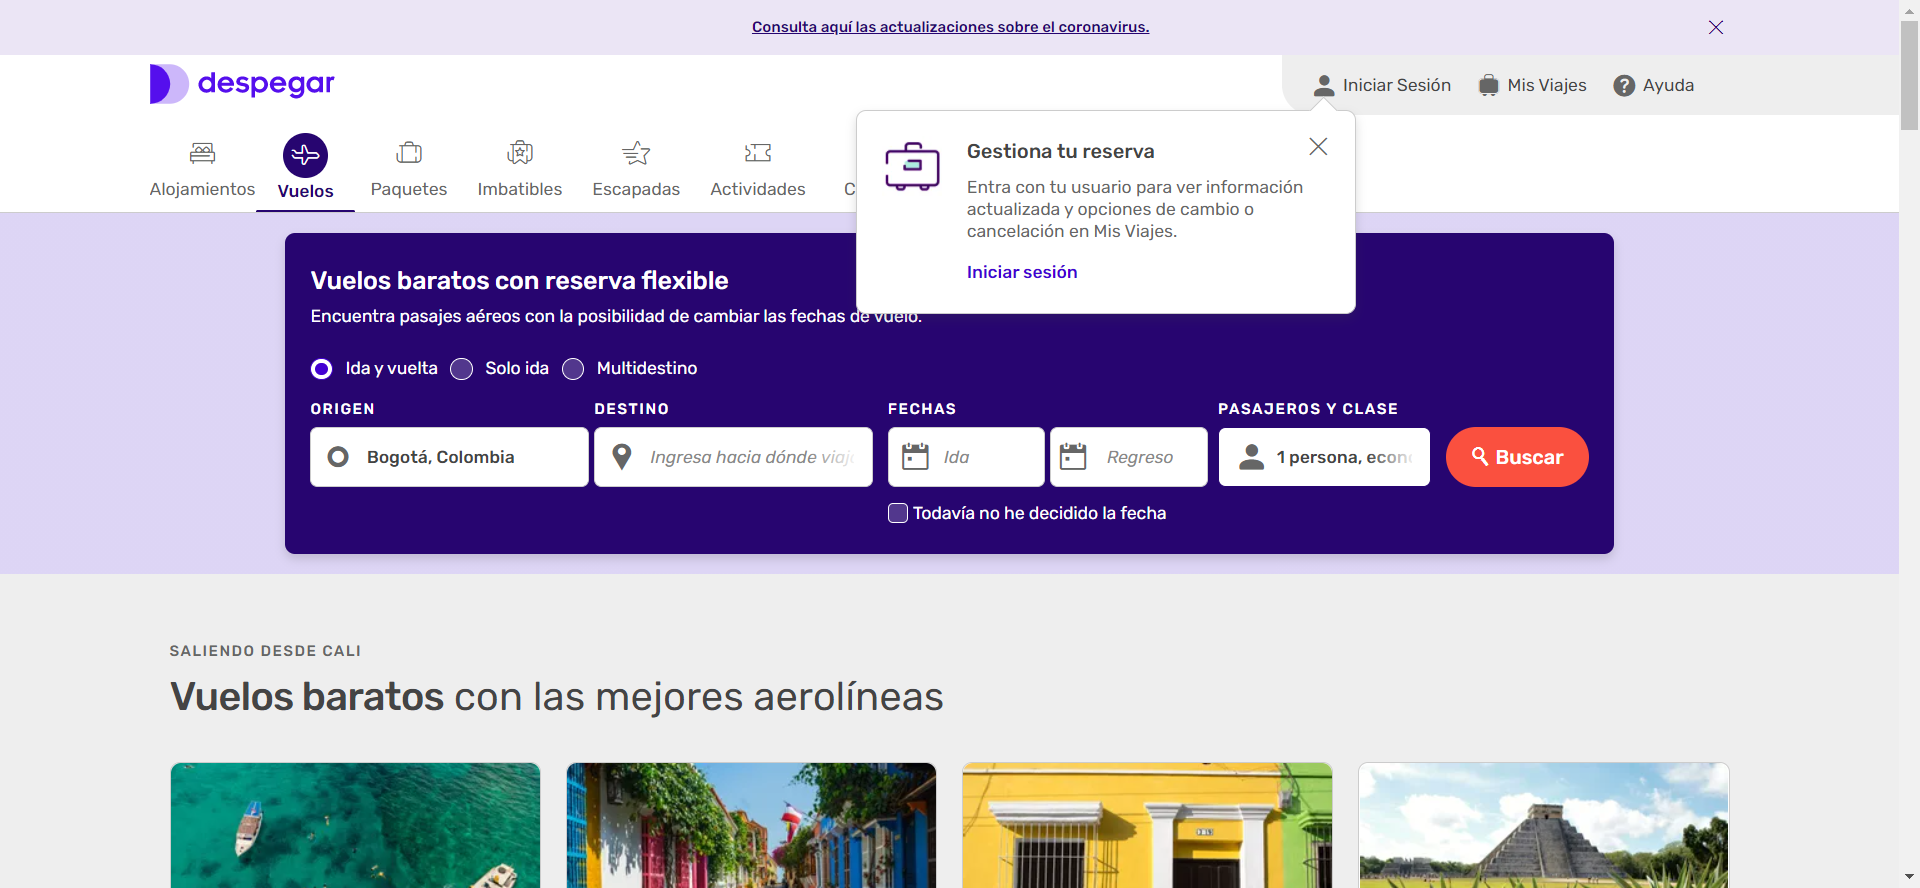 Consulta aquí las actualizaciones sobre el coronavirus.
despegar
Iniciar Sesión
Mis Viajes
Ayuda
Alojamientos
Vuelos
Paquetes
Imbatibles
Escapadas
Actividades
C
Gestiona tu reserva
Entra con tu usuario para ver información
actualizada y opciones de cambio o
cancelación en Mis Viajes.
Iniciar sesión
Vuelos baratos con reserva flexible
Encuentra pasajes aéreos con la posibilidad de cambiar las fechas de vuelo.
Ida y vuelta
Solo ida
Multidestino
ORIGEN
DESTINO
FECHAS
PASAJEROS Y CLASE
Bogotá, Colombia
Ingresa hacia dónde viaj
Ida
Regreso
1 persona, econ
Buscar
Todavía no he decidido la fecha
SALIENDO DESDE CALI
Vuelos baratos con las mejores aerolíneas